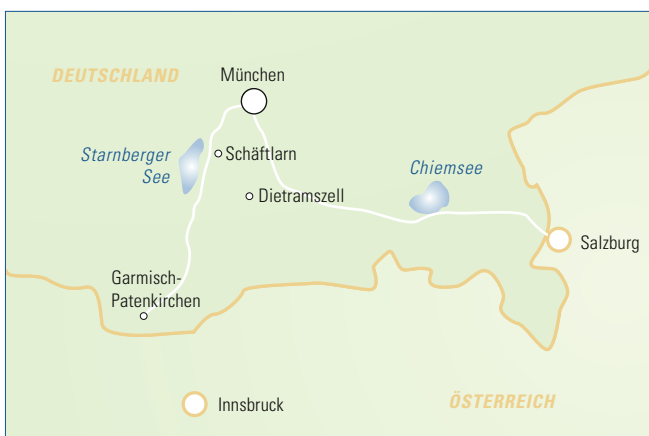 DEUTSCHLAND
München
Starnberger
See
Schäftlarn
Chiemsee
Dietramszell
Salzburg
Garmisch-
Patenkirchen
Innsbruck
ÖSTERREICH